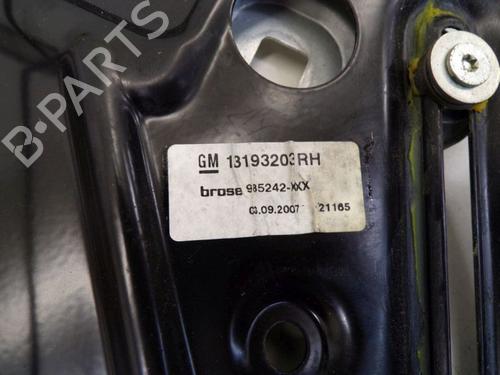 GM 13193203RH
brose 985242-XXX
03.09.2007 21165
B-PARTS